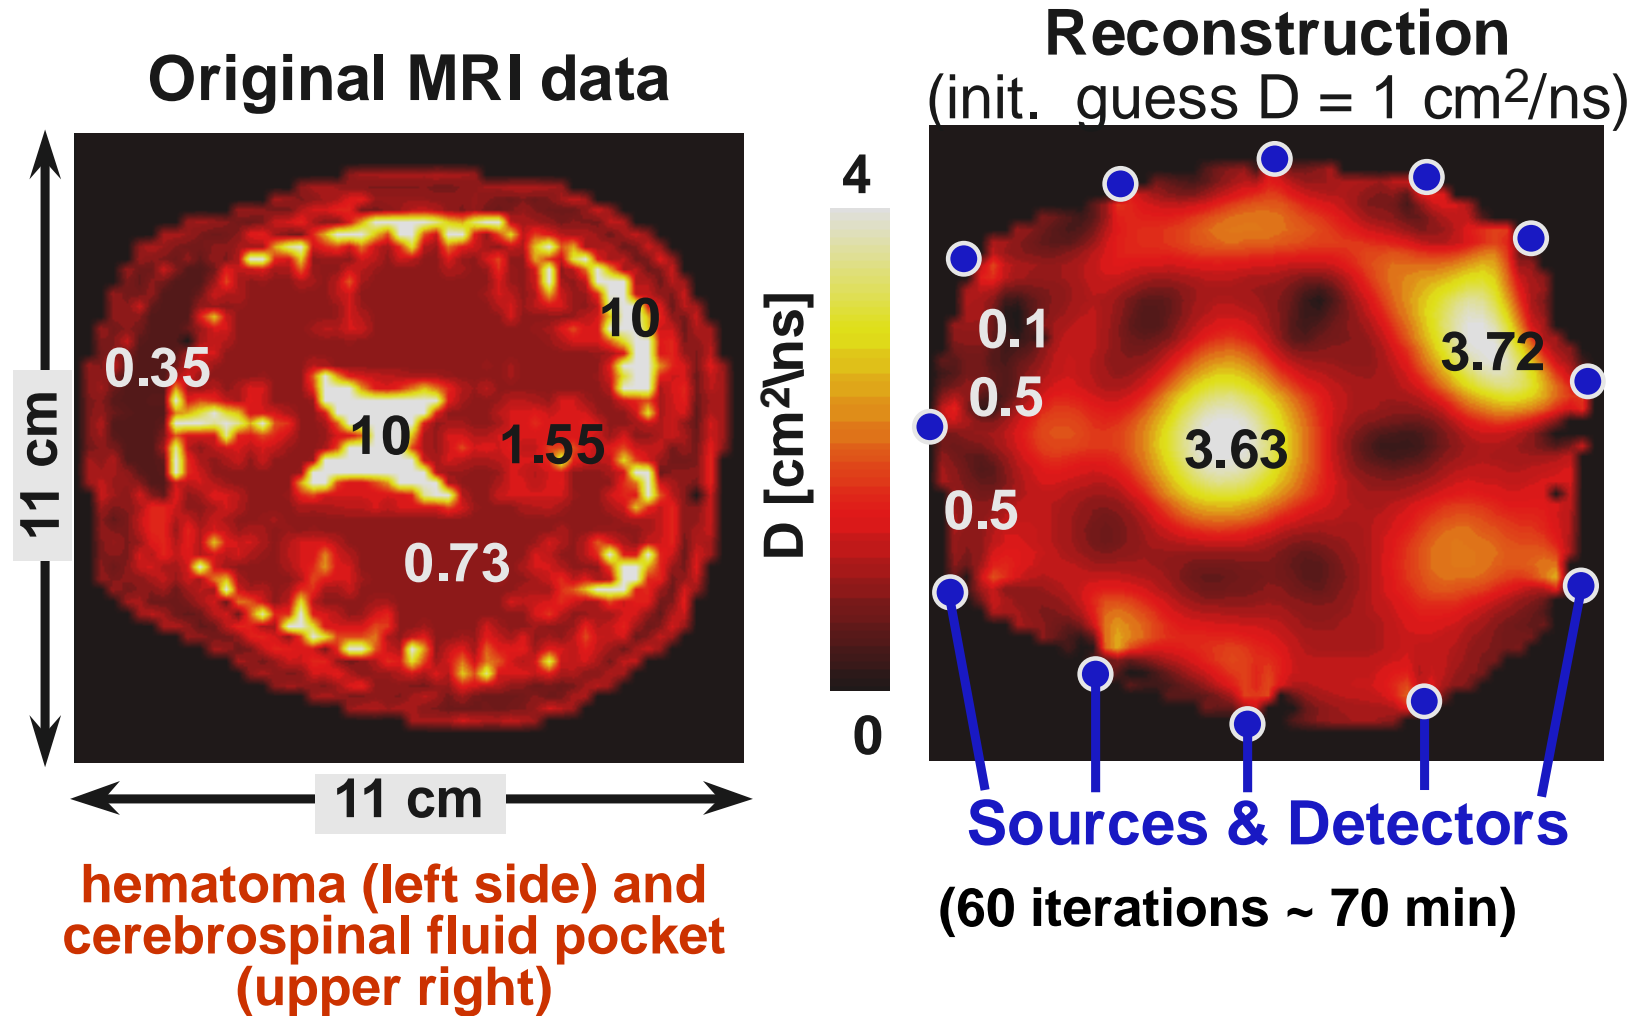 Original MRI data
11 cm
0.35
10
10
1.55
0.73
11 cm
hematoma (left side) and
cerebrospinal fluid pocket
(upper right)
4
D [cm²\ns]
0
Reconstruction
(init. guess D = 1 cm²/ns)
0.1
0.5
0.5
3.72
3.63
Sources & Detectors
(60 iterations ~ 70 min)